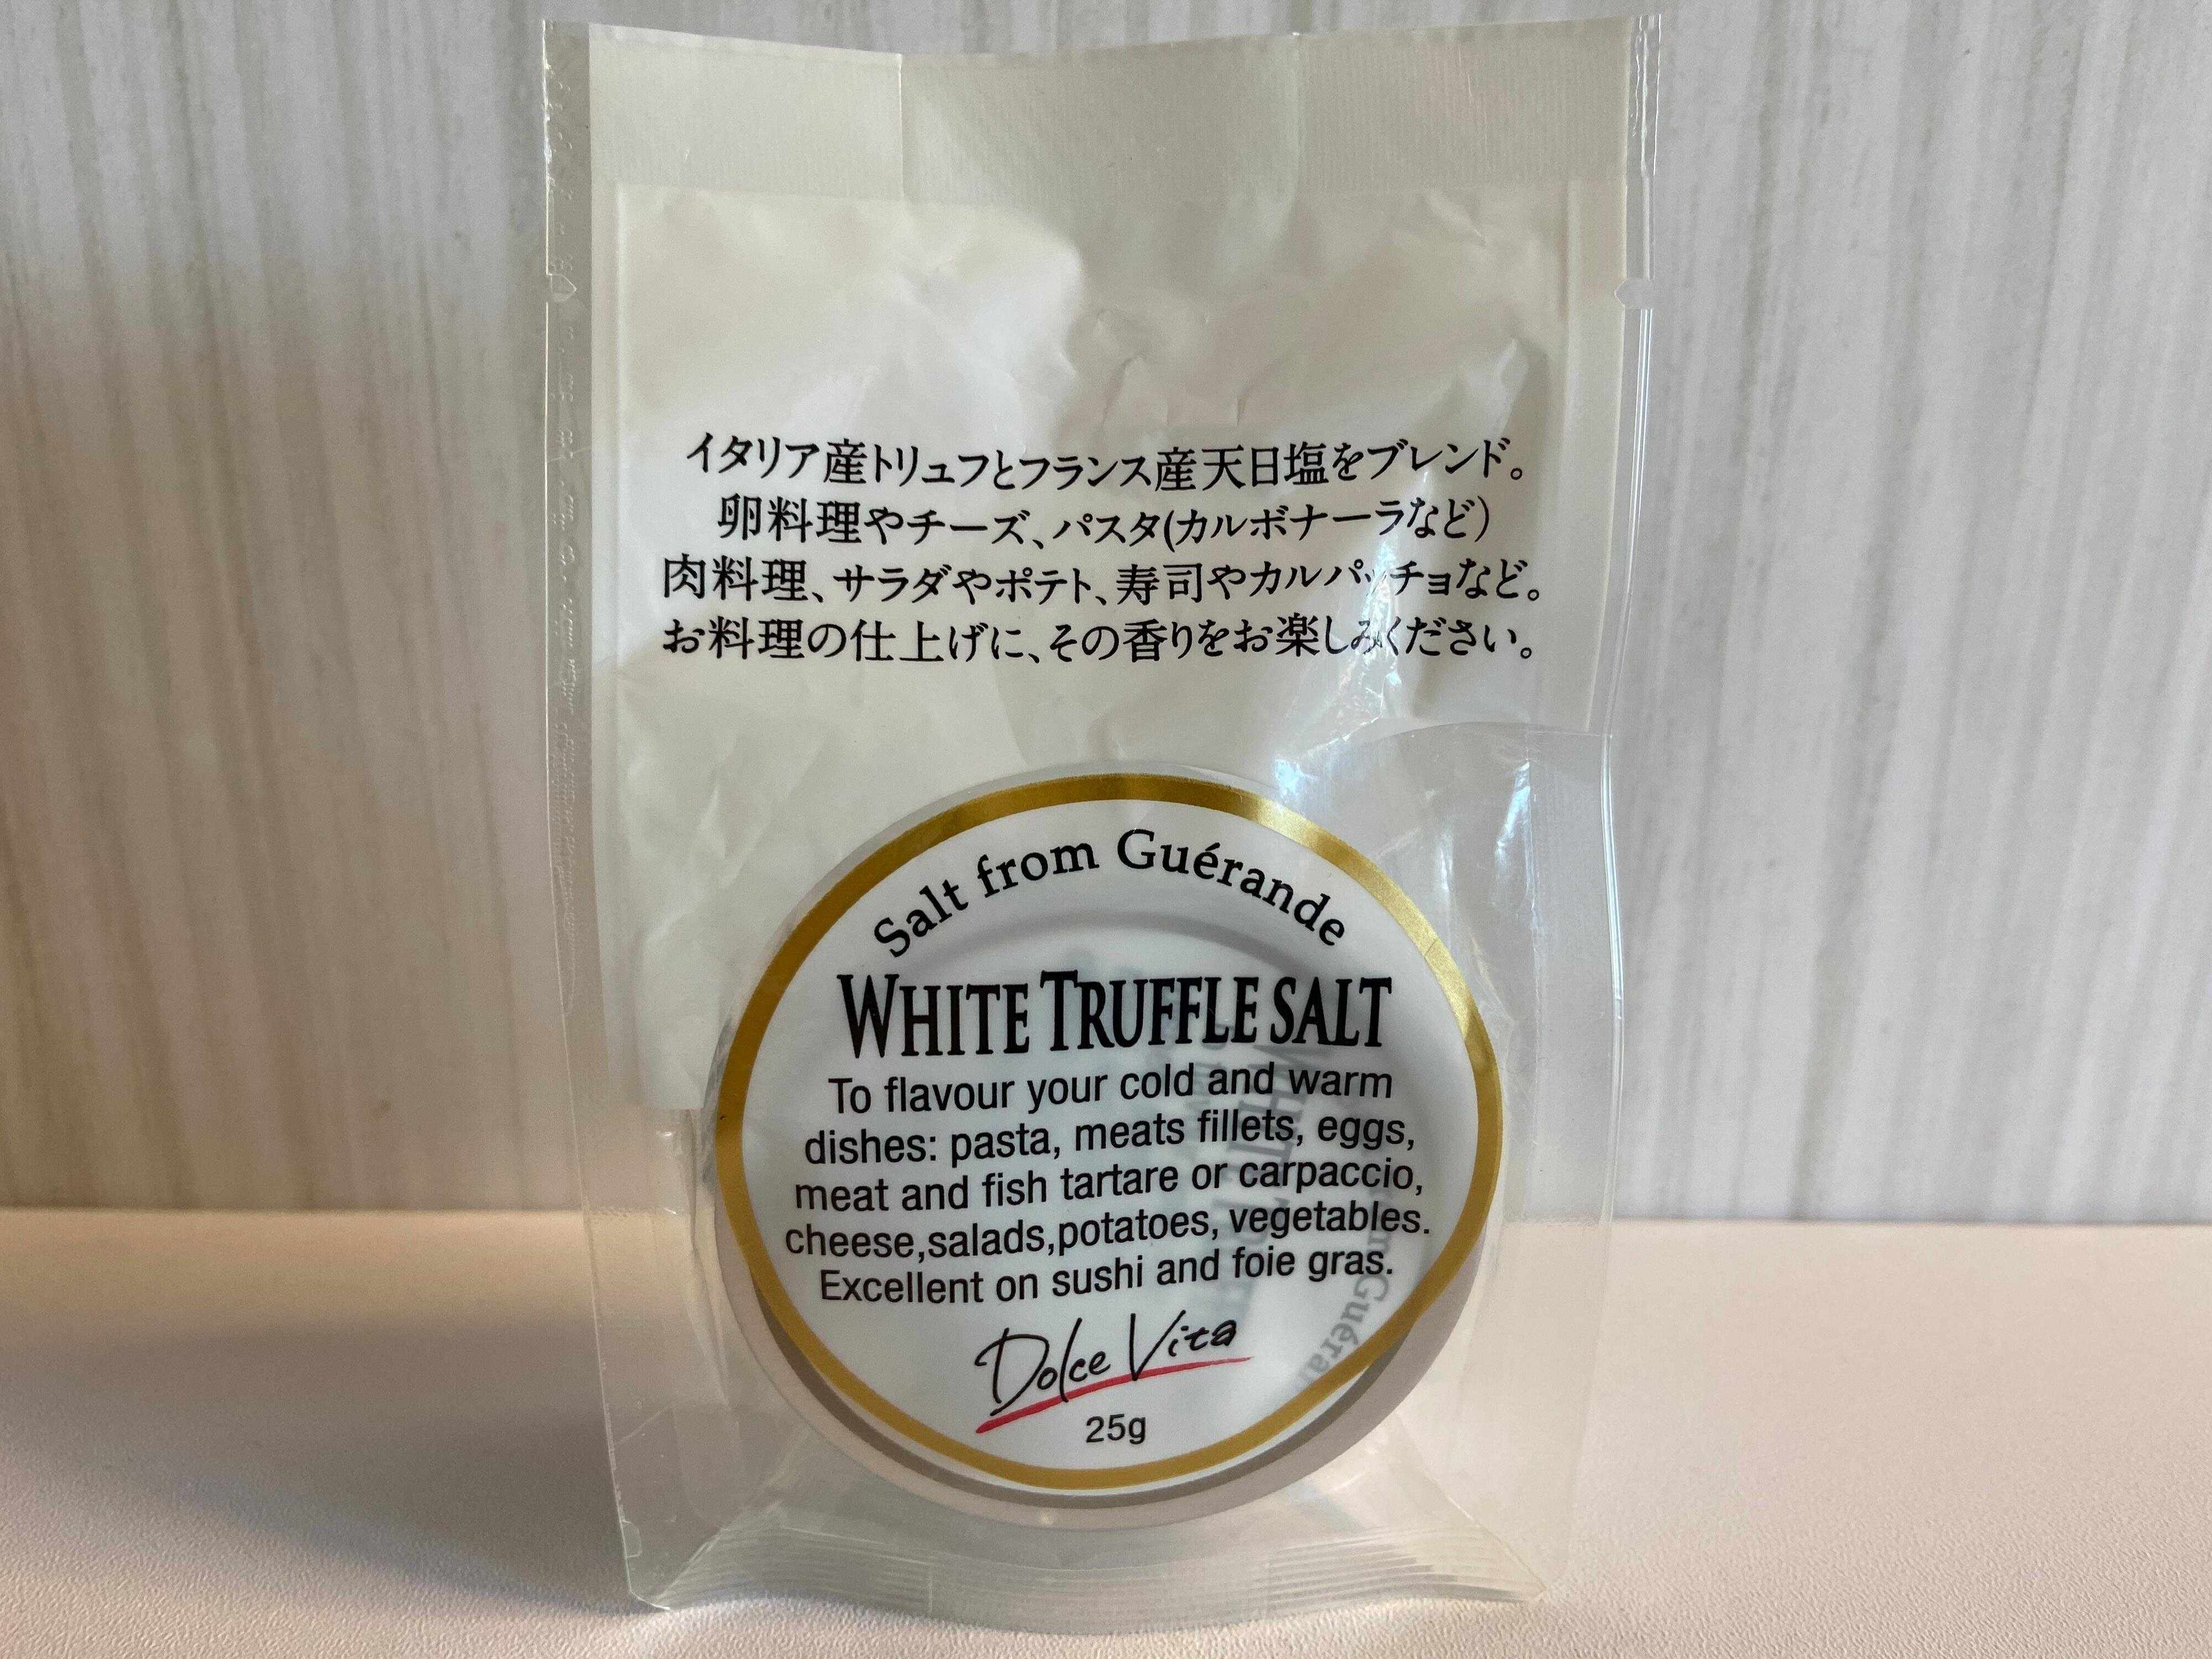 イタリア産トリュフとフランス産天日塩をブレンド。
卵料理やチーズ、パスタ(カルボナーラなど)
肉料理、サラダやポテト、寿司やカルパッチョなど。
お料理の仕上げに、その香りをお楽しみください。
Salt from Guérande
WHITE TRUFFLE SALT
To flavour your cold and warm
dishes: pasta, meats fillets, eggs,
meat and fish tartare or carpaccio,
cheese,salads,potatoes, vegetables.
Excellent on sushi and foie gras.
Dolce Vita
25g